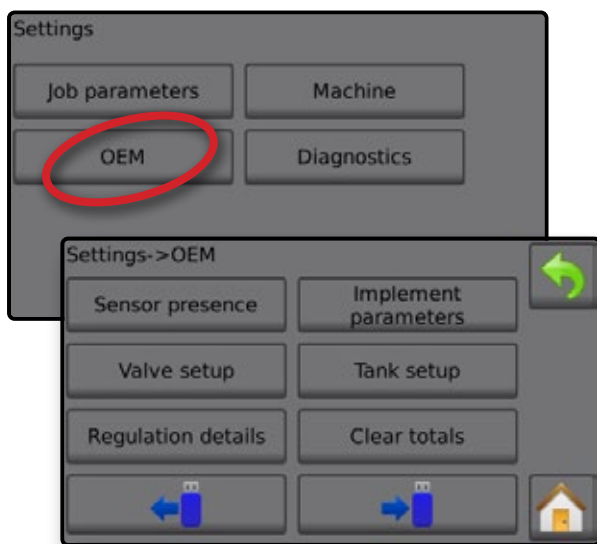 Settings
Job parameters
Machine
OEM
Diagnostics
Settings->OEM
Sensor presence
Implement
parameters
Valve setup
Tank setup
Regulation details
Clear totals